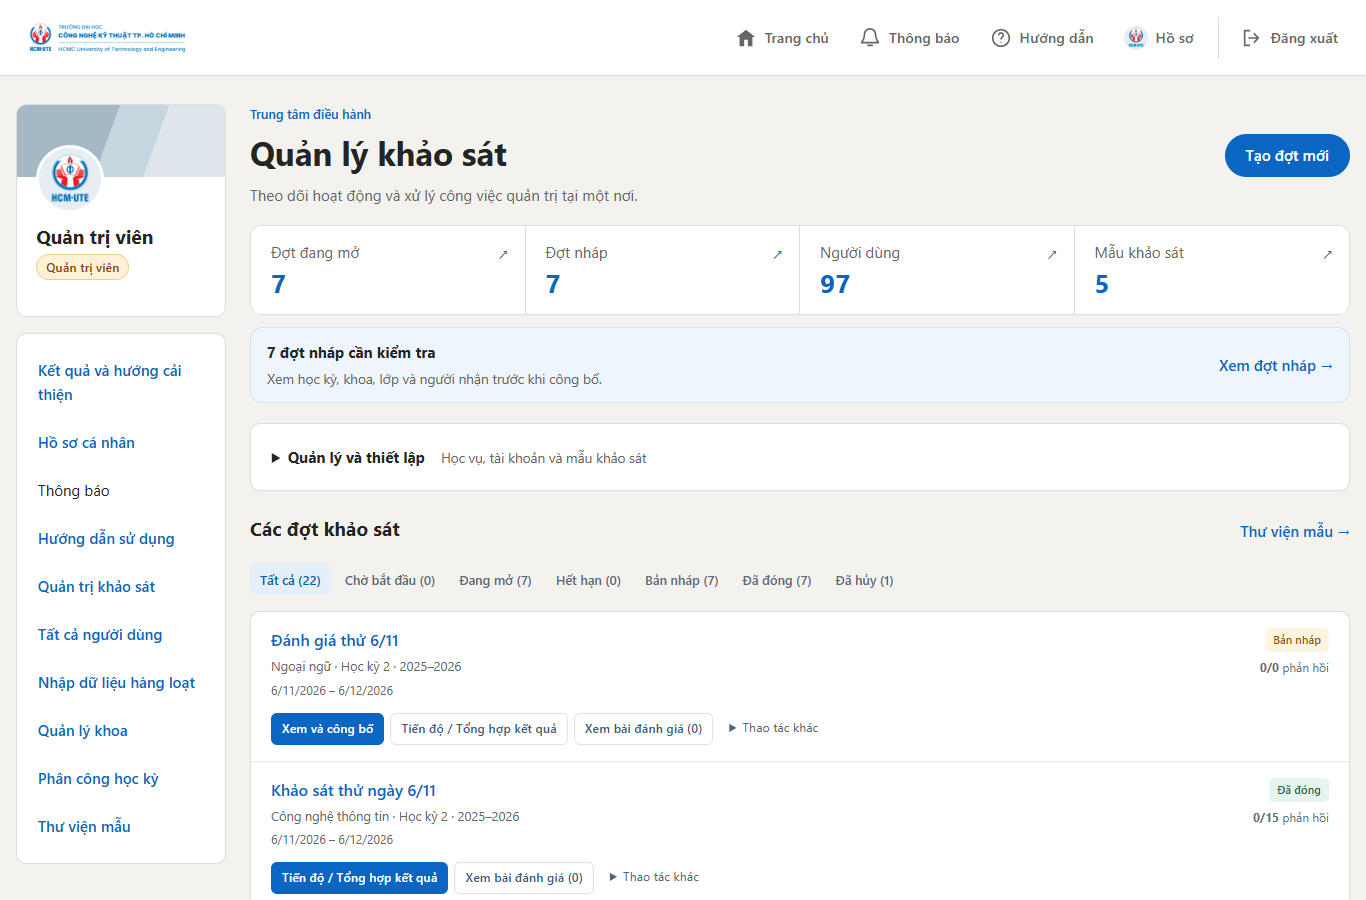 TRƯỜNG ĐẠI HỌC
CÔNG NGHỆ KỸ THUẬT TP. HỒ CHÍ MINH
HCMC University of Technology and Engineering
HCM-UTE
Trang chủ
Thông báo
Hướng dẫn
Hồ sơ
Đăng xuất
HCM-UTE
Quản trị viên
Quản trị viên
Kết quả và hướng cải
thiện
Hồ sơ cá nhân
Thông báo
Hướng dẫn sử dụng
Quản trị khảo sát
Tất cả người dùng
Nhập dữ liệu hàng loạt
Quản lý khoa
Phân công học kỳ
Thư viện mẫu
Trung tâm điều hành
Quản lý khảo sát
Theo dõi hoạt động và xử lý công việc quản trị tại một nơi.
Tạo đợt mới
Đợt đang mở ↗
7
Đợt nháp ↗
7
Người dùng ↗
97
Mẫu khảo sát ↗
5
7 đợt nháp cần kiểm tra
Xem học kỳ, khoa, lớp và người nhận trước khi công bố.
Xem đợt nháp →
▶ Quản lý và thiết lập Học vụ, tài khoản và mẫu khảo sát
Các đợt khảo sát
Thư viện mẫu →
Tất cả (22) Chờ bắt đầu (0) Đang mở (7) Hết hạn (0) Bản nháp (7) Đã đóng (7) Đã hủy (1)
Đánh giá thử 6/11
Bản nháp
Ngoại ngữ · Học kỳ 2 · 2025–2026
0/0 phản hồi
6/11/2026 – 6/12/2026
Xem và công bố Tiến độ / Tổng hợp kết quả Xem bài đánh giá (0) ▶ Thao tác khác
Khảo sát thử ngày 6/11
Đã đóng
Công nghệ thông tin · Học kỳ 2 · 2025–2026
0/15 phản hồi
6/11/2026 – 6/12/2026
Tiến độ / Tổng hợp kết quả Xem bài đánh giá (0) ▶ Thao tác khác